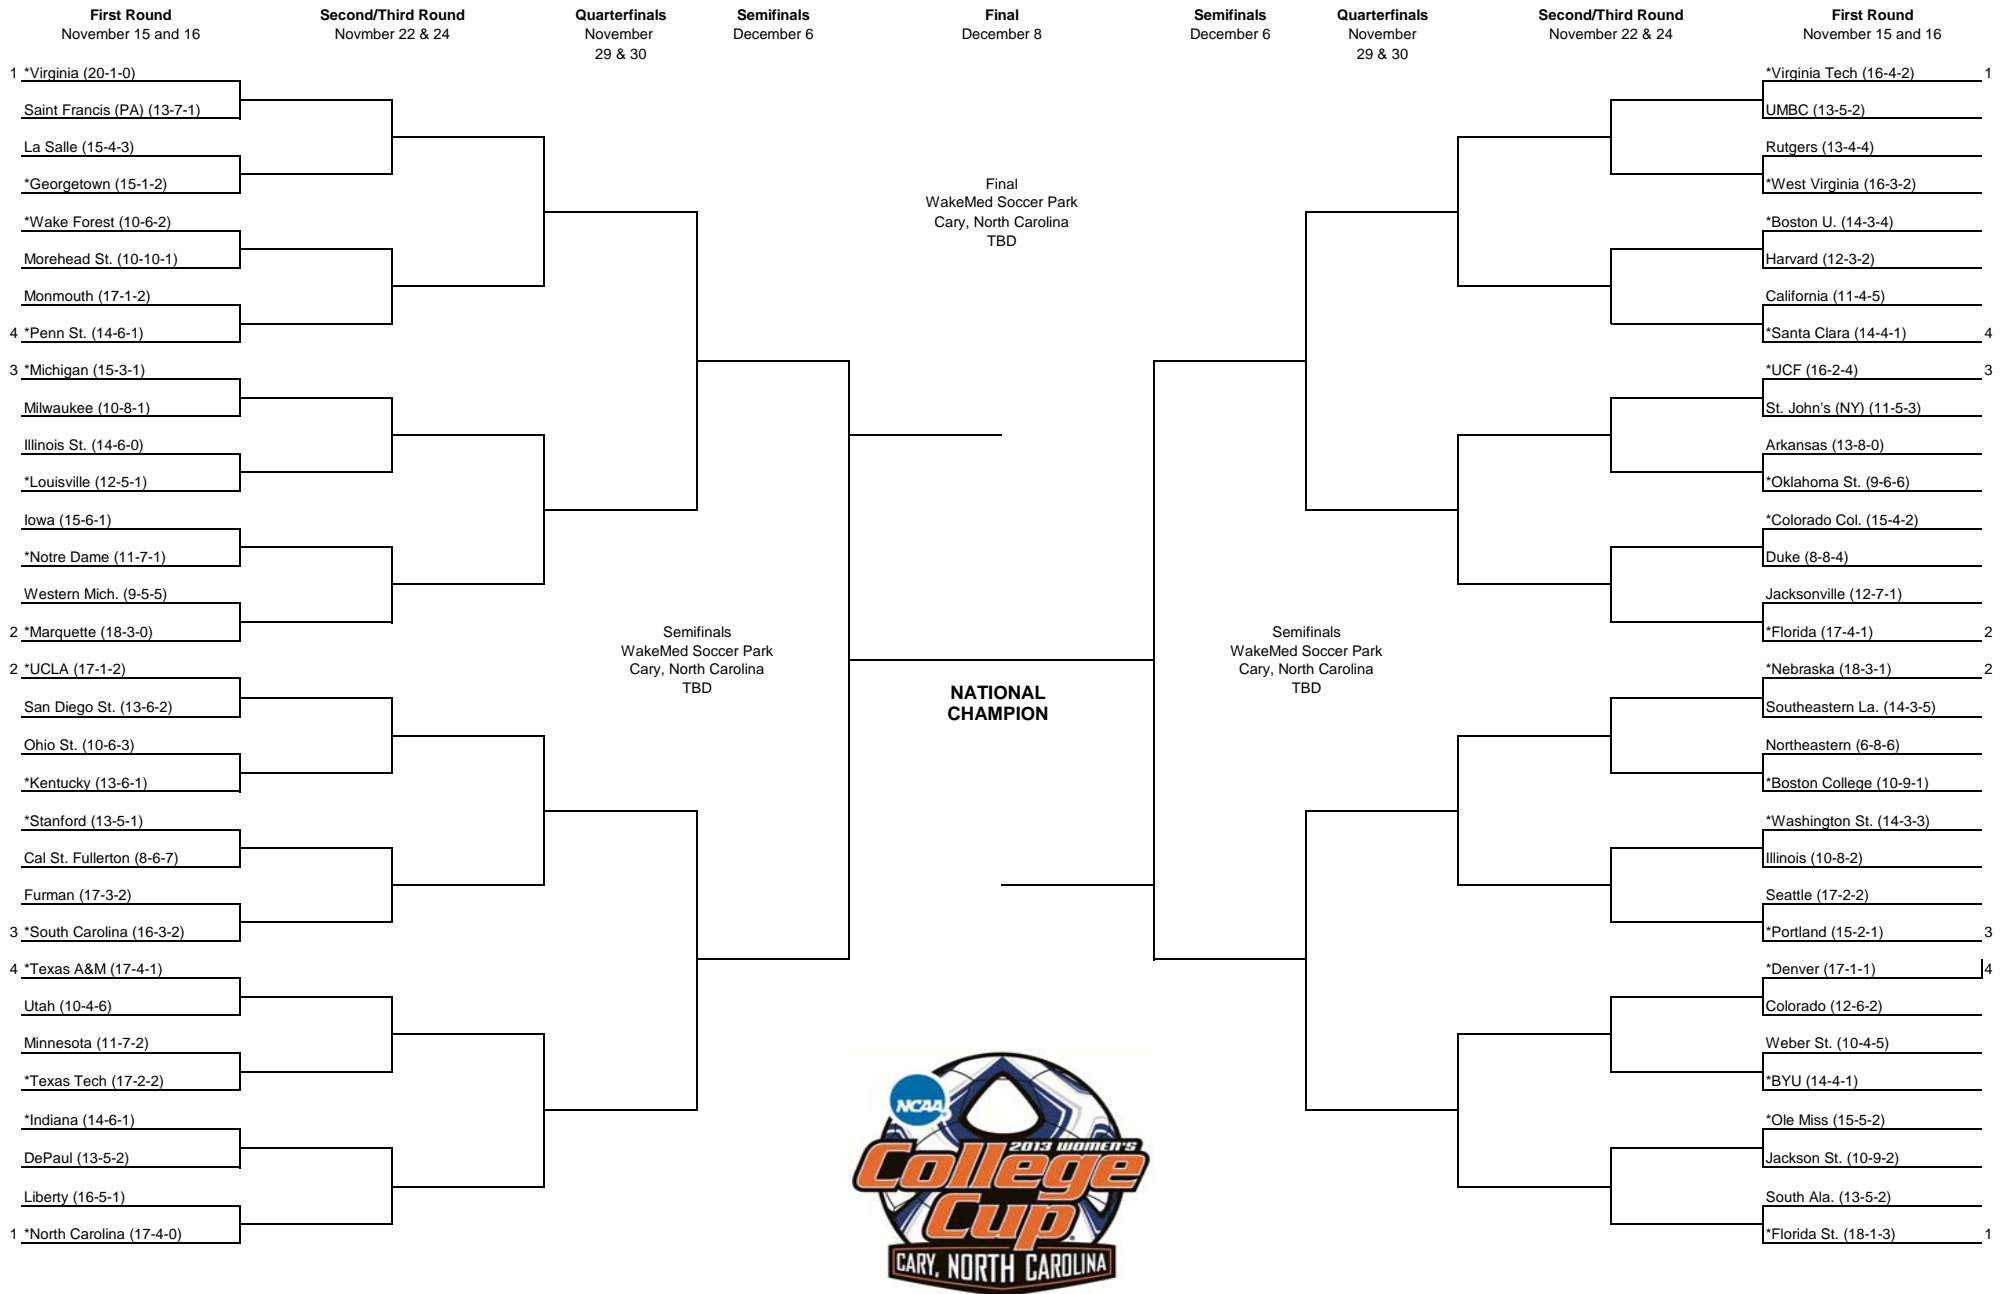 First Round
November 15 and 16
Second/Third Round
Novmber 22 & 24
Quarterfinals
November
29 & 30
Semifinals
December 6
Final
December 8
Semifinals
December 6
Quarterfinals
November
29 & 30
Second/Third Round
November 22 & 24
First Round
November 15 and 16
1 *Virginia (20-1-0)
Saint Francis (PA) (13-7-1)
La Salle (15-4-3)
*Georgetown (15-1-2)
*Wake Forest (10-6-2)
Morehead St. (10-10-1)
Monmouth (17-1-2)
4 *Penn St. (14-6-1)
3 *Michigan (15-3-1)
Milwaukee (10-8-1)
Illinois St. (14-6-0)
*Louisville (12-5-1)
Iowa (15-6-1)
*Notre Dame (11-7-1)
Western Mich. (9-5-5)
2 *Marquette (18-3-0)
2 *UCLA (17-1-2)
San Diego St. (13-6-2)
Ohio St. (10-6-3)
*Kentucky (13-6-1)
*Stanford (13-5-1)
Cal St. Fullerton (8-6-7)
Furman (17-3-2)
3 *South Carolina (16-3-2)
4 *Texas A&M (17-4-1)
Utah (10-4-6)
Minnesota (11-7-2)
*Texas Tech (17-2-2)
*Indiana (14-6-1)
DePaul (13-5-2)
Liberty (16-5-1)
1 *North Carolina (17-4-0)
Final
WakeMed Soccer Park
Cary, North Carolina
TBD
Semifinals
WakeMed Soccer Park
Cary, North Carolina
TBD
NATIONAL
CHAMPION
Semifinals
WakeMed Soccer Park
Cary, North Carolina
TBD
NCAA
2013 WOMEN'S
College
Cup
CARY, NORTH CAROLINA
*Virginia Tech (16-4-2) 1
UMBC (13-5-2)
Rutgers (13-4-4)
*West Virginia (16-3-2)
*Boston U. (14-3-4)
Harvard (12-3-2)
California (11-4-5)
*Santa Clara (14-4-1) 4
*UCF (16-2-4) 3
St. John's (NY) (11-5-3)
Arkansas (13-8-0)
*Oklahoma St. (9-6-6)
*Colorado Col. (15-4-2)
Duke (8-8-4)
Jacksonville (12-7-1)
*Florida (17-4-1) 2
*Nebraska (18-3-1) 2
Southeastern La. (14-3-5)
Northeastern (6-8-6)
*Boston College (10-9-1)
*Washington St. (14-3-3)
Illinois (10-8-2)
Seattle (17-2-2)
*Portland (15-2-1) 3
*Denver (17-1-1) 4
Colorado (12-6-2)
Weber St. (10-4-5)
*BYU (14-4-1)
*Ole Miss (15-5-2)
Jackson St. (10-9-2)
South Ala. (13-5-2)
*Florida St. (18-1-3) 1